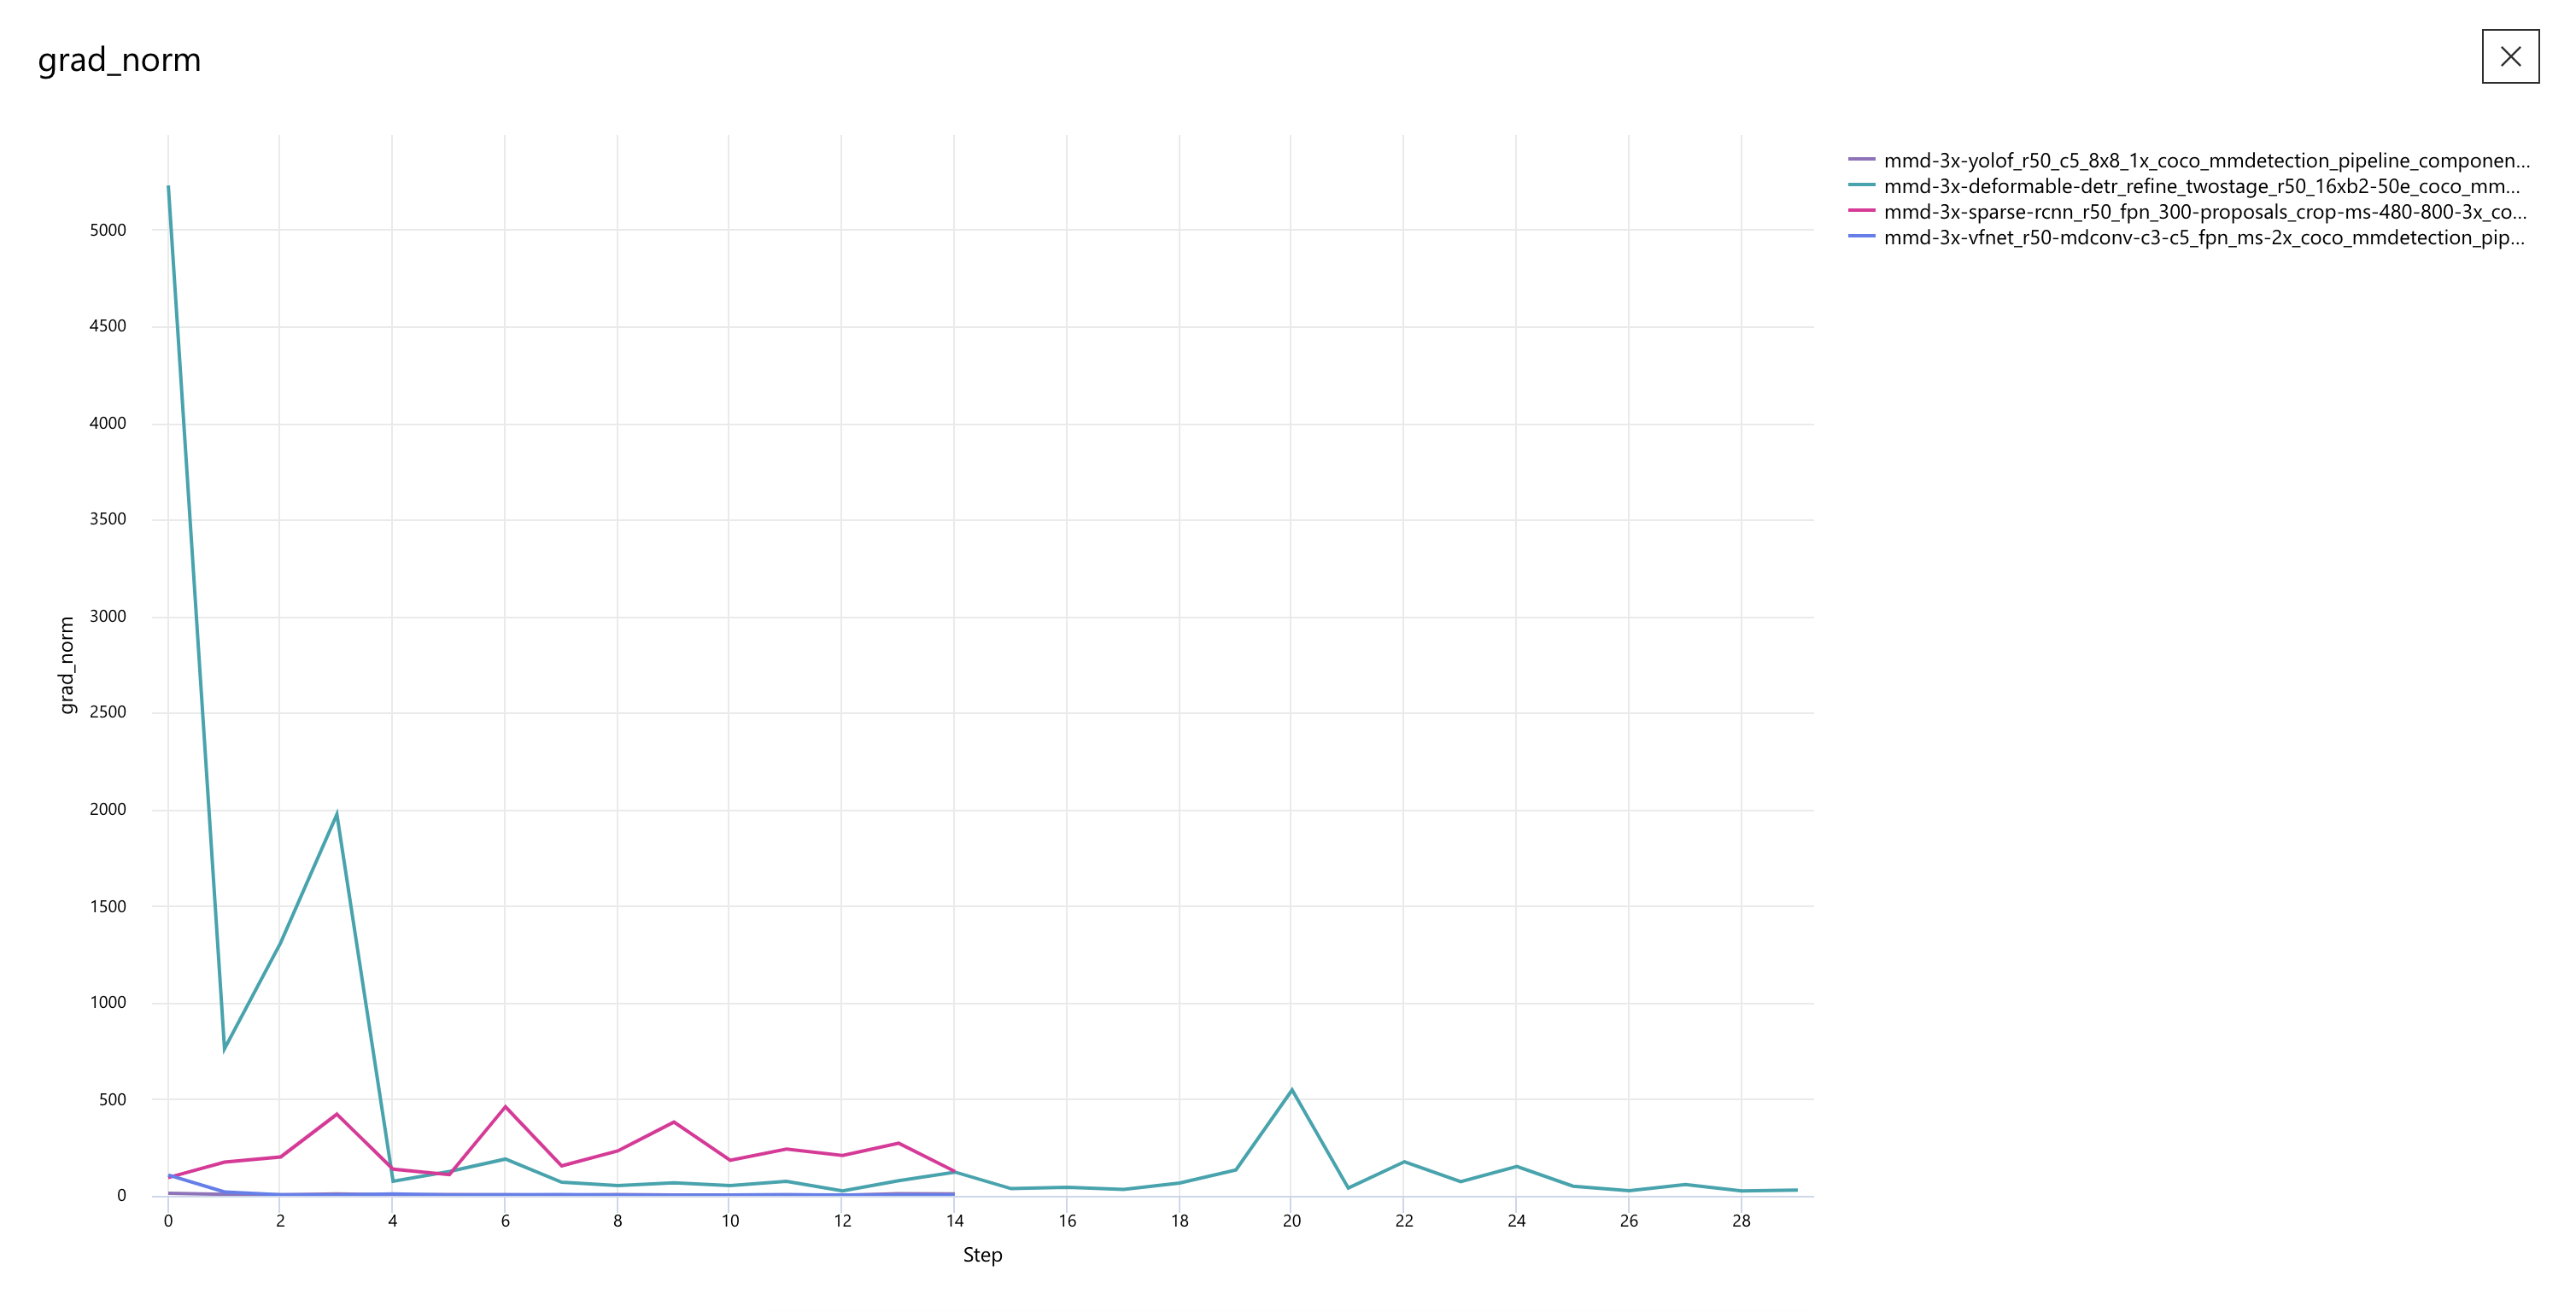 grad_norm
mmd-3x-yolof_r50_c5_8x8_1x_coco_mmdetection_pipeline_componen...
mmd-3x-deformable-detr_refine_twostage_r50_16xb2-50e_coco_mm...
mmd-3x-sparse-rcnn_r50_fpn_300-proposals_crop-ms-480-800-3x_co...
mmd-3x-vfnet_r50-mdconv-c3-c5_fpn_ms-2x_coco_mmdetection_pip...
5000
4500
4000
3500
3000
2500
2000
1500
1000
500
0
grad_norm
0 2 4 6 8 10 12 14 16 18 20 22 24 26 28
Step